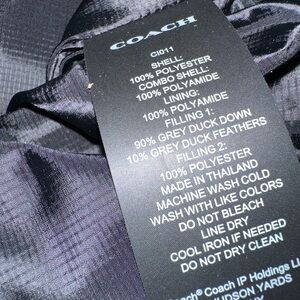 COACH
CI011
SHELL:
100% POLYESTER
COMBO SHELL:
100% POLYAMIDE
LINING:
100% POLYAMIDE
FILLING 1:
90% GREY DUCK DOWN
10% GREY DUCK FEATHERS
FILLING 2:
100% POLYESTER
MADE IN THAILAND
MACHINE WASH COLD
WASH WITH LIKE COLORS
DO NOT BLEACH
LINE DRY
COOL IRON IF NEEDED
DO NOT DRY CLEAN
Coach® Coach IP Holdings LL
HUDSON YARDS